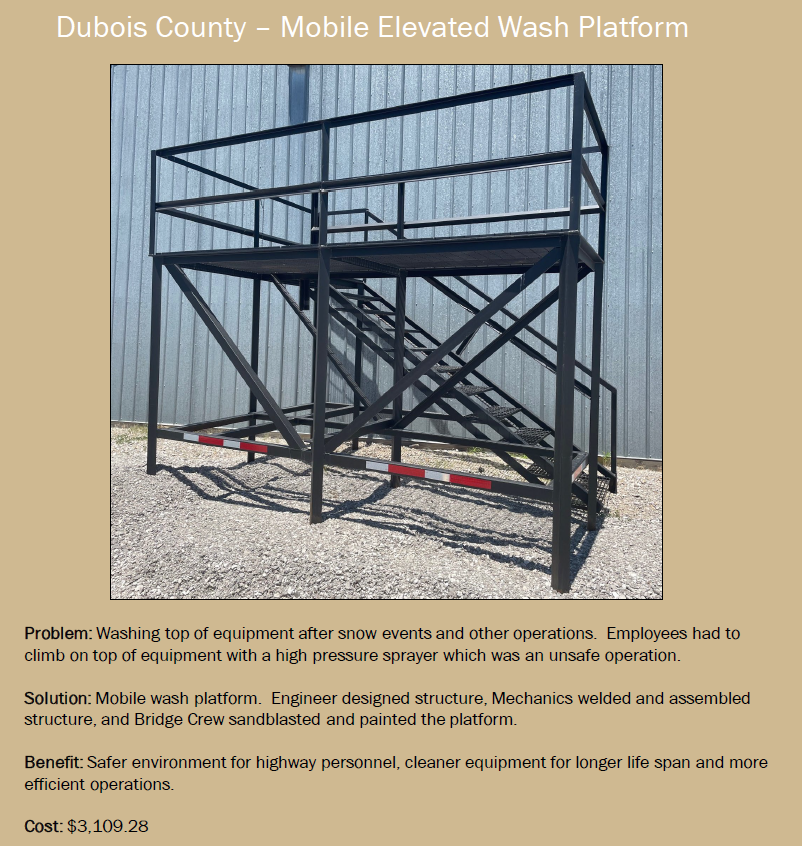 Dubois County – Mobile Elevated Wash Platform
Problem: Washing top of equipment after snow events and other operations.  Employees had to
climb on top of equipment with a high pressure sprayer which was an unsafe operation.
Solution: Mobile wash platform.  Engineer designed structure, Mechanics welded and assembled
structure, and Bridge Crew sandblasted and painted the platform.
Benefit: Safer environment for highway personnel, cleaner equipment for longer life span and more
efficient operations.
Cost: $3,109.28